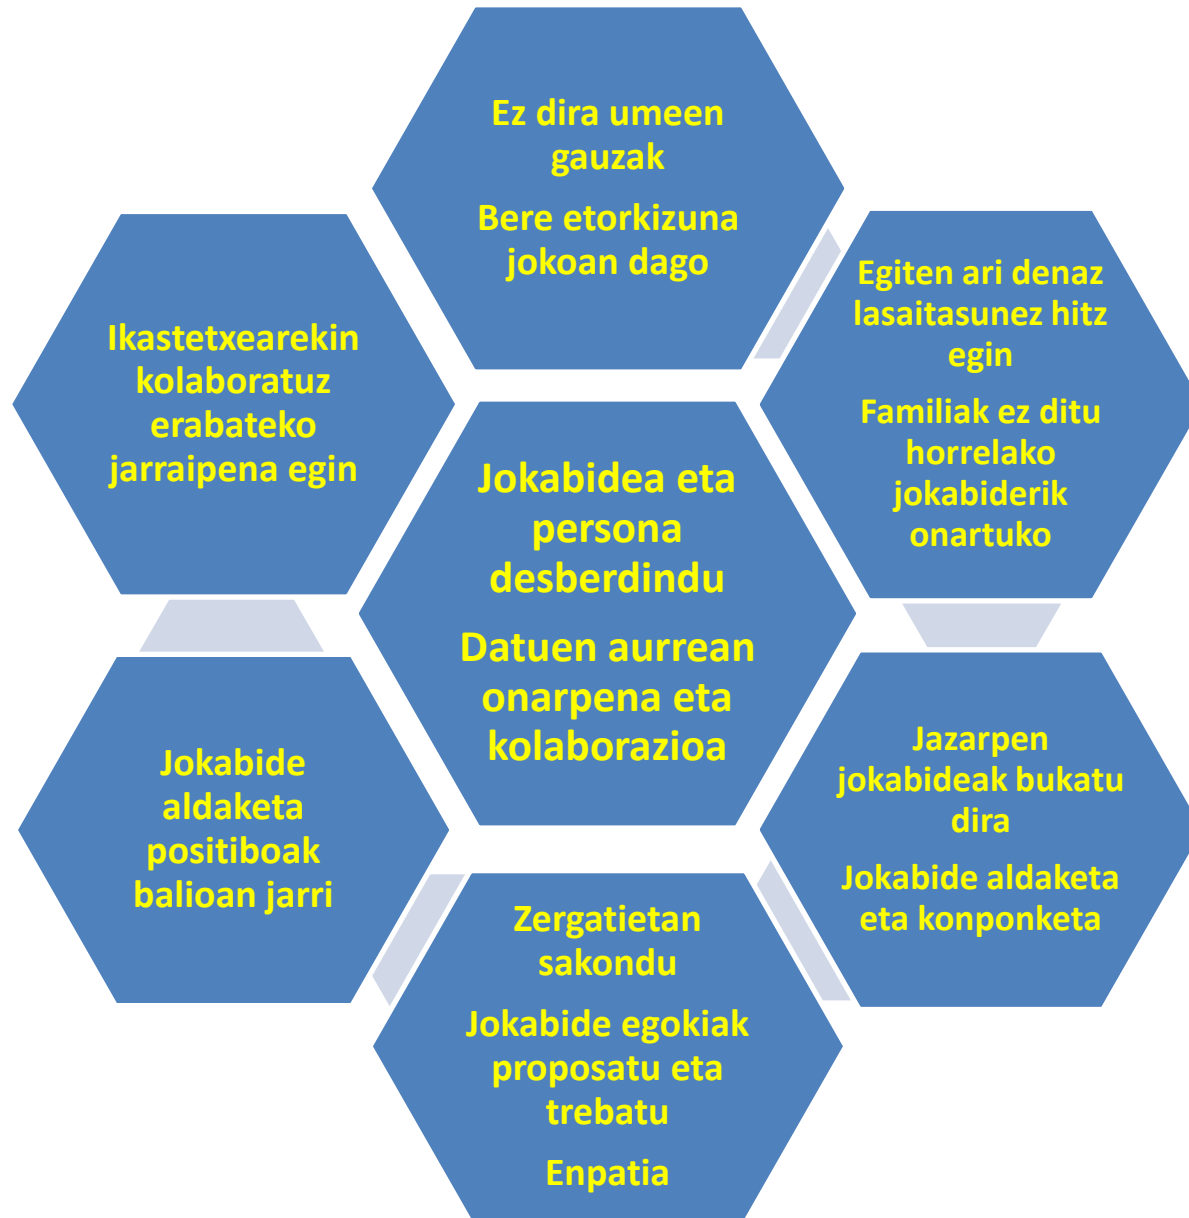 Ez dira umeen
gauzak
Bere etorkizuna
jokoan dago
Egiten ari denaz
lasaitasunez hitz
egin
Familiak ez ditu
horrelako
jokabiderik
onartuko
Ikastetxearekin
kolaboratuz
erabateko
jarraipena egin
Jokabidea eta
persona
desberdindu
Datuen aurrean
onarpena eta
kolaborazioa
Jazarpen
jokabideak bukatu
dira
Jokabide aldaketa
eta konponketa
Jokabide
aldaketa
positiboak
balioan jarri
Zergatietan
sakondu
Jokabide egokiak
proposatu eta
trebatu
Enpatia